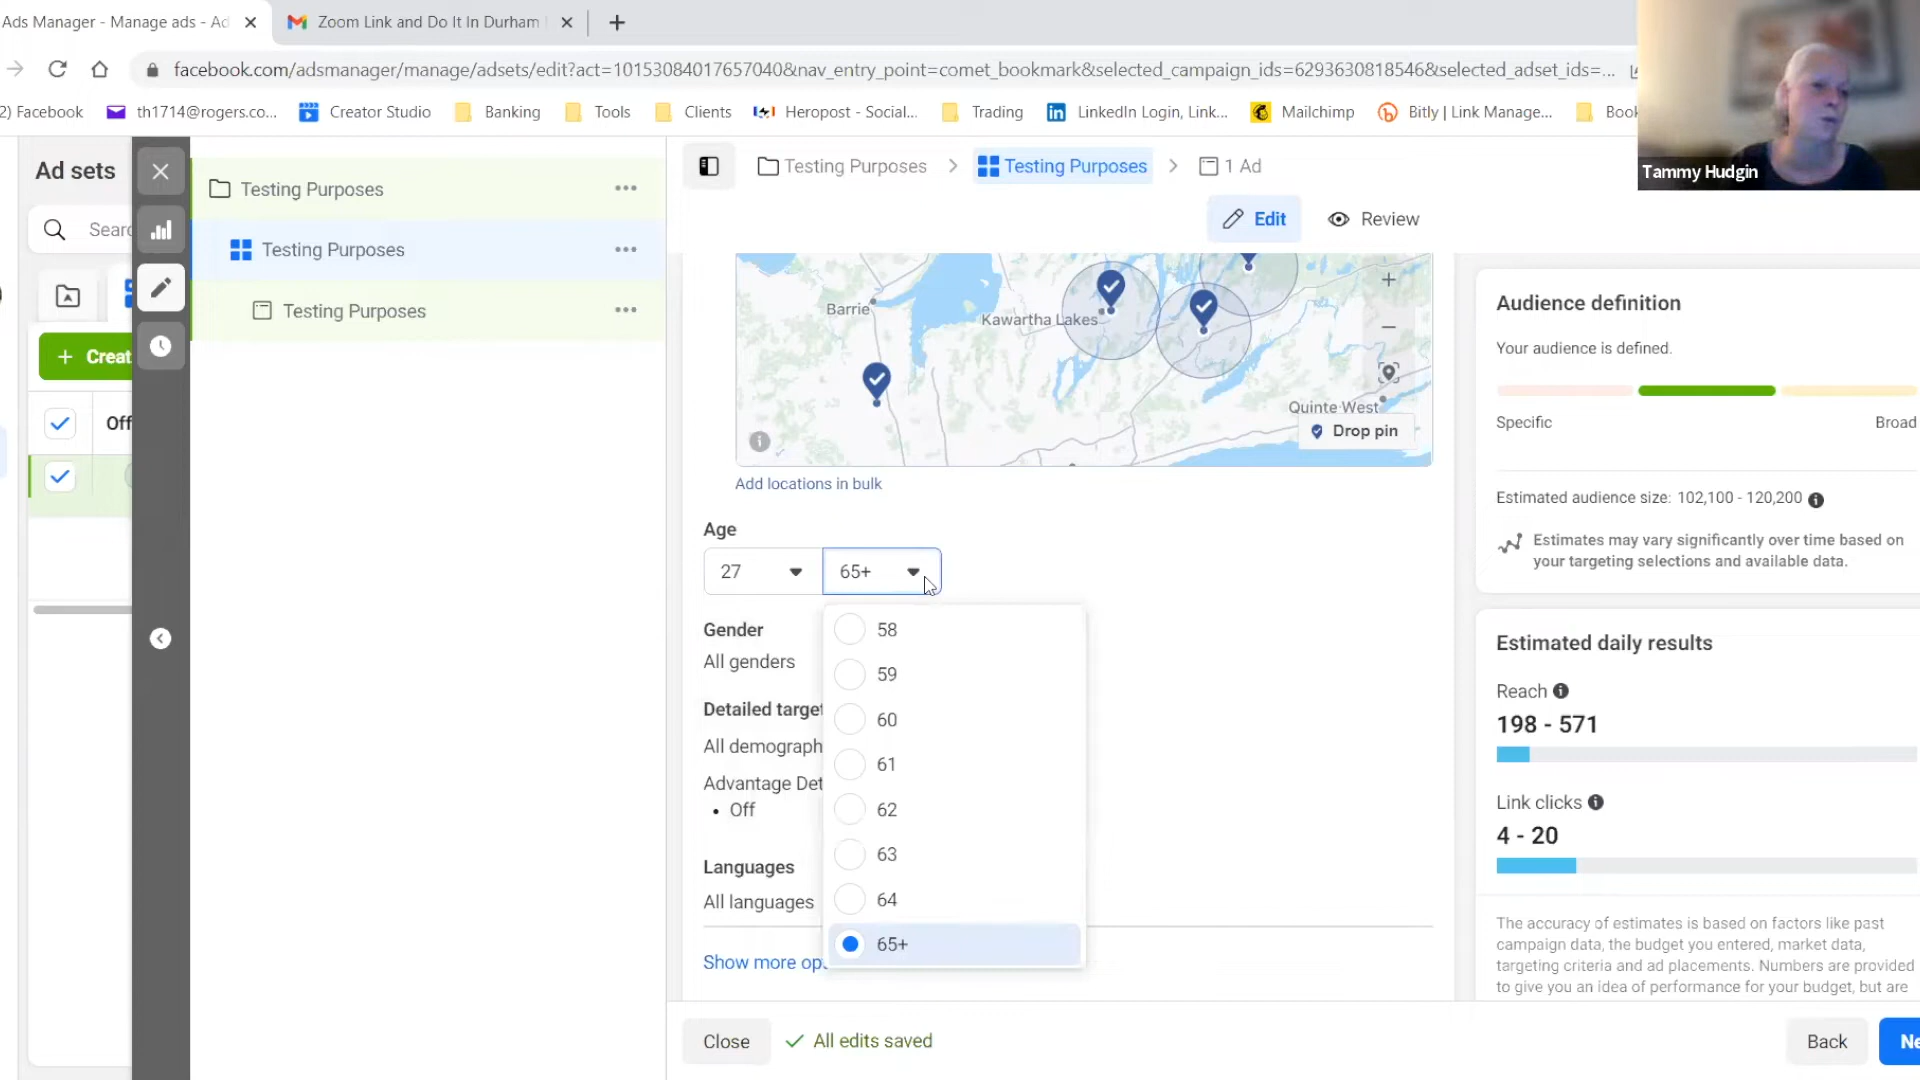 Ads Manager - Manage ads - Ad
Zoom Link and Do It In Durham
facebook.com/adsmanager/manage/adsets/edit?act=10153084017657040&nav_entry_point=comet_bookmark&selected_campaign_ids=6293630818546&selected_adset_ids=...
2) Facebook
th1714@rogers.co...
Creator Studio
Banking
Tools
Clients
Heropost - Social...
Trading
LinkedIn Login, Link...
Mailchimp
Bitly | Link Manage...
Book
Tammy Hudgin
Ad sets
Searc
+ Creat
Off
Testing Purposes
Testing Purposes
Testing Purposes
Testing Purposes > Testing Purposes > 1 Ad
Edit
Review
Barrie
Kawartha Lakes
Quinte West
Drop pin
Add locations in bulk
Age
27
65+
Gender
All genders
Detailed target
All demograph
Advantage Det
• Off
Languages
All languages
Show more op
58
59
60
61
62
63
64
65+
Close
All edits saved
Back
Ne
Audience definition
Your audience is defined.
Specific
Broad
Estimated audience size: 102,100 - 120,200
Estimates may vary significantly over time based on
your targeting selections and available data.
Estimated daily results
Reach
198 - 571
Link clicks
4 - 20
The accuracy of estimates is based on factors like past
campaign data, the budget you entered, market data,
targeting criteria and ad placements. Numbers are provided
to give you an idea of performance for your budget, but are